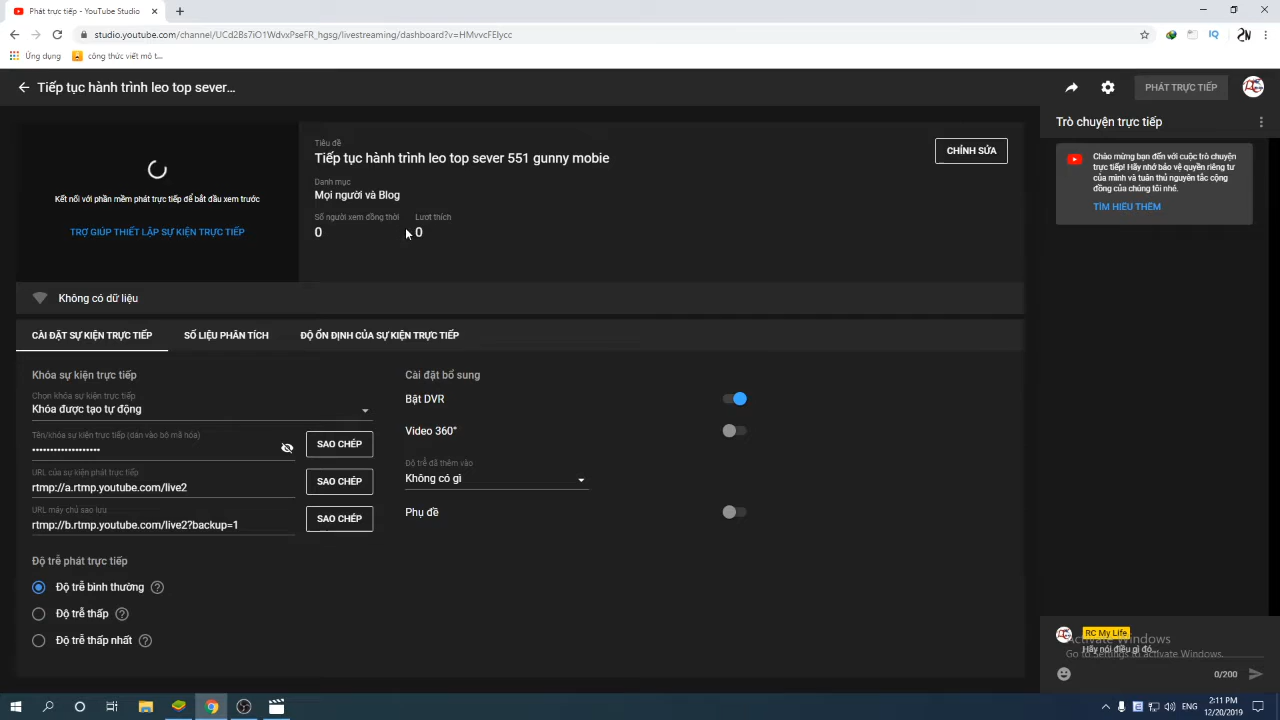 Phát trực tiếp - YouTube Studio
studio.youtube.com/channel/UCd2Bs7iO1WdvxPseFR_hgsg/livestreaming/dashboard?v=HMvvcFEIycc
Ứng dụng
công thức viết mô t...
Tiếp tục hành trình leo top sever...
PHÁT TRỰC TIẾP
Trò chuyện trực tiếp
Kết nối với phần mềm phát trực tiếp để bắt đầu xem trước
TRỢ GIÚP THIẾT LẬP SỰ KIỆN TRỰC TIẾP
Tiêu đề
Tiếp tục hành trình leo top sever 551 gunny mobie
Danh mục
Mọi người và Blog
Số người xem đồng thời
Lượt thích
0
0
CHỈNH SỬA
Chào mừng bạn đến với cuộc trò chuyện
trực tiếp! Hãy nhớ bảo vệ quyền riêng tư
của mình và tuân thủ nguyên tắc cộng
đồng của chúng tôi nhé.
TÌM HIỂU THÊM
Không có dữ liệu
CÀI ĐẶT SỰ KIỆN TRỰC TIẾP
SỐ LIỆU PHÂN TÍCH
ĐỘ ỔN ĐỊNH CỦA SỰ KIỆN TRỰC TIẾP
Khóa sự kiện trực tiếp
Chọn khóa sự kiện trực tiếp
Khóa được tạo tự động
Tên/khóa sự kiện trực tiếp (dán vào bộ mã hóa)
•••••••••••••••••••
SAO CHÉP
URL của sự kiện phát trực tiếp
rtmp://a.rtmp.youtube.com/live2
SAO CHÉP
URL máy chủ sao lưu
rtmp://b.rtmp.youtube.com/live2?backup=1
SAO CHÉP
Độ trễ phát trực tiếp
Độ trễ bình thường
Độ trễ thấp
Độ trễ thấp nhất
Cài đặt bổ sung
Bật DVR
Video 360°
Độ trễ đã thêm vào
Không có gì
Phụ đề
RC My Life
Hãy nói điều gì đó...
Activate Windows
Go to Settings to activate Windows.
0/200
ENG
2:11 PM
12/20/2019